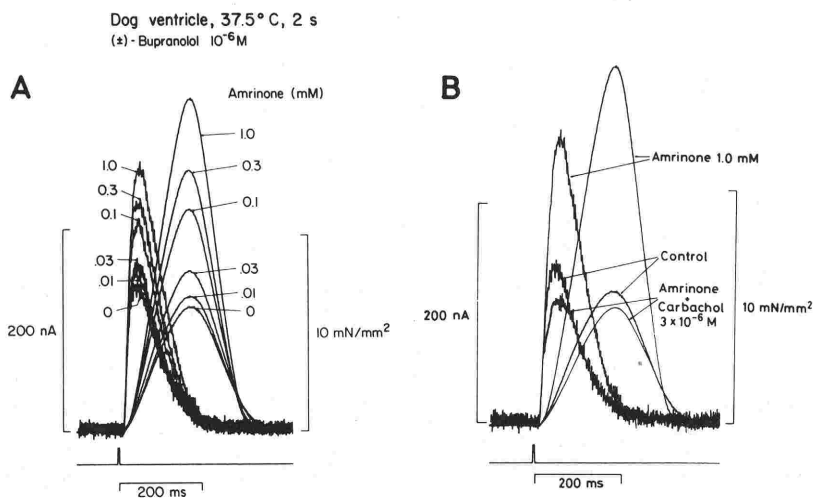 Dog ventricle, 37.5° C, 2 s
(±)-Bupranolol 10⁻⁶M
A
Amrinone (mM)
1.0
0.3
0.1
.03
.01
0
1.0
0.3
0.1
.03
.01
0
200 nA
10 mN/mm²
200 ms
B
Amrinone 1.0 mM
Control
Amrinone
+
Carbachol
3 x 10⁻⁶ M
200 nA
10 mN/mm²
200 ms